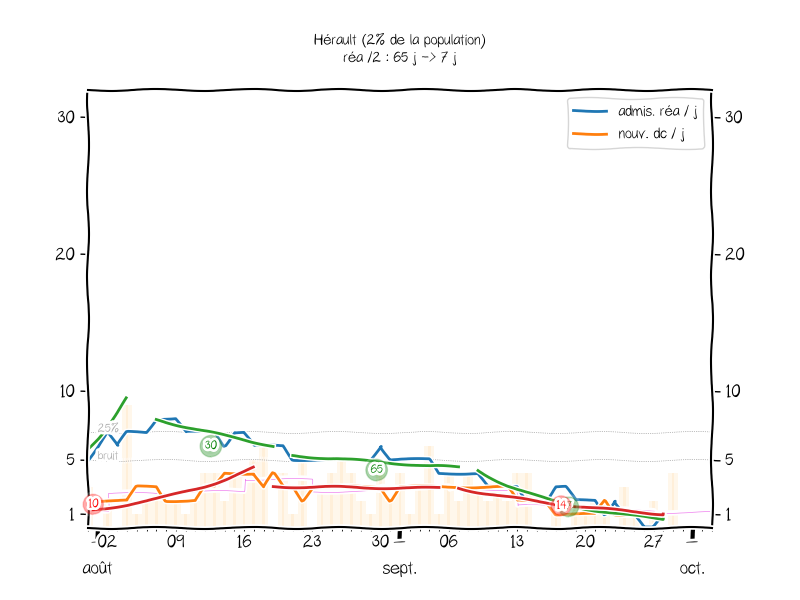 Hérault (2% de la population)
réa /2 : 65 j -> 7 j
admis. réa / j
nouv. dc / j
30
30
20
20
10
10
25%
30
bruit
5
65
5
10
147
1
1
02 09 16 23 30 06 13 20 27
août sept. oct.